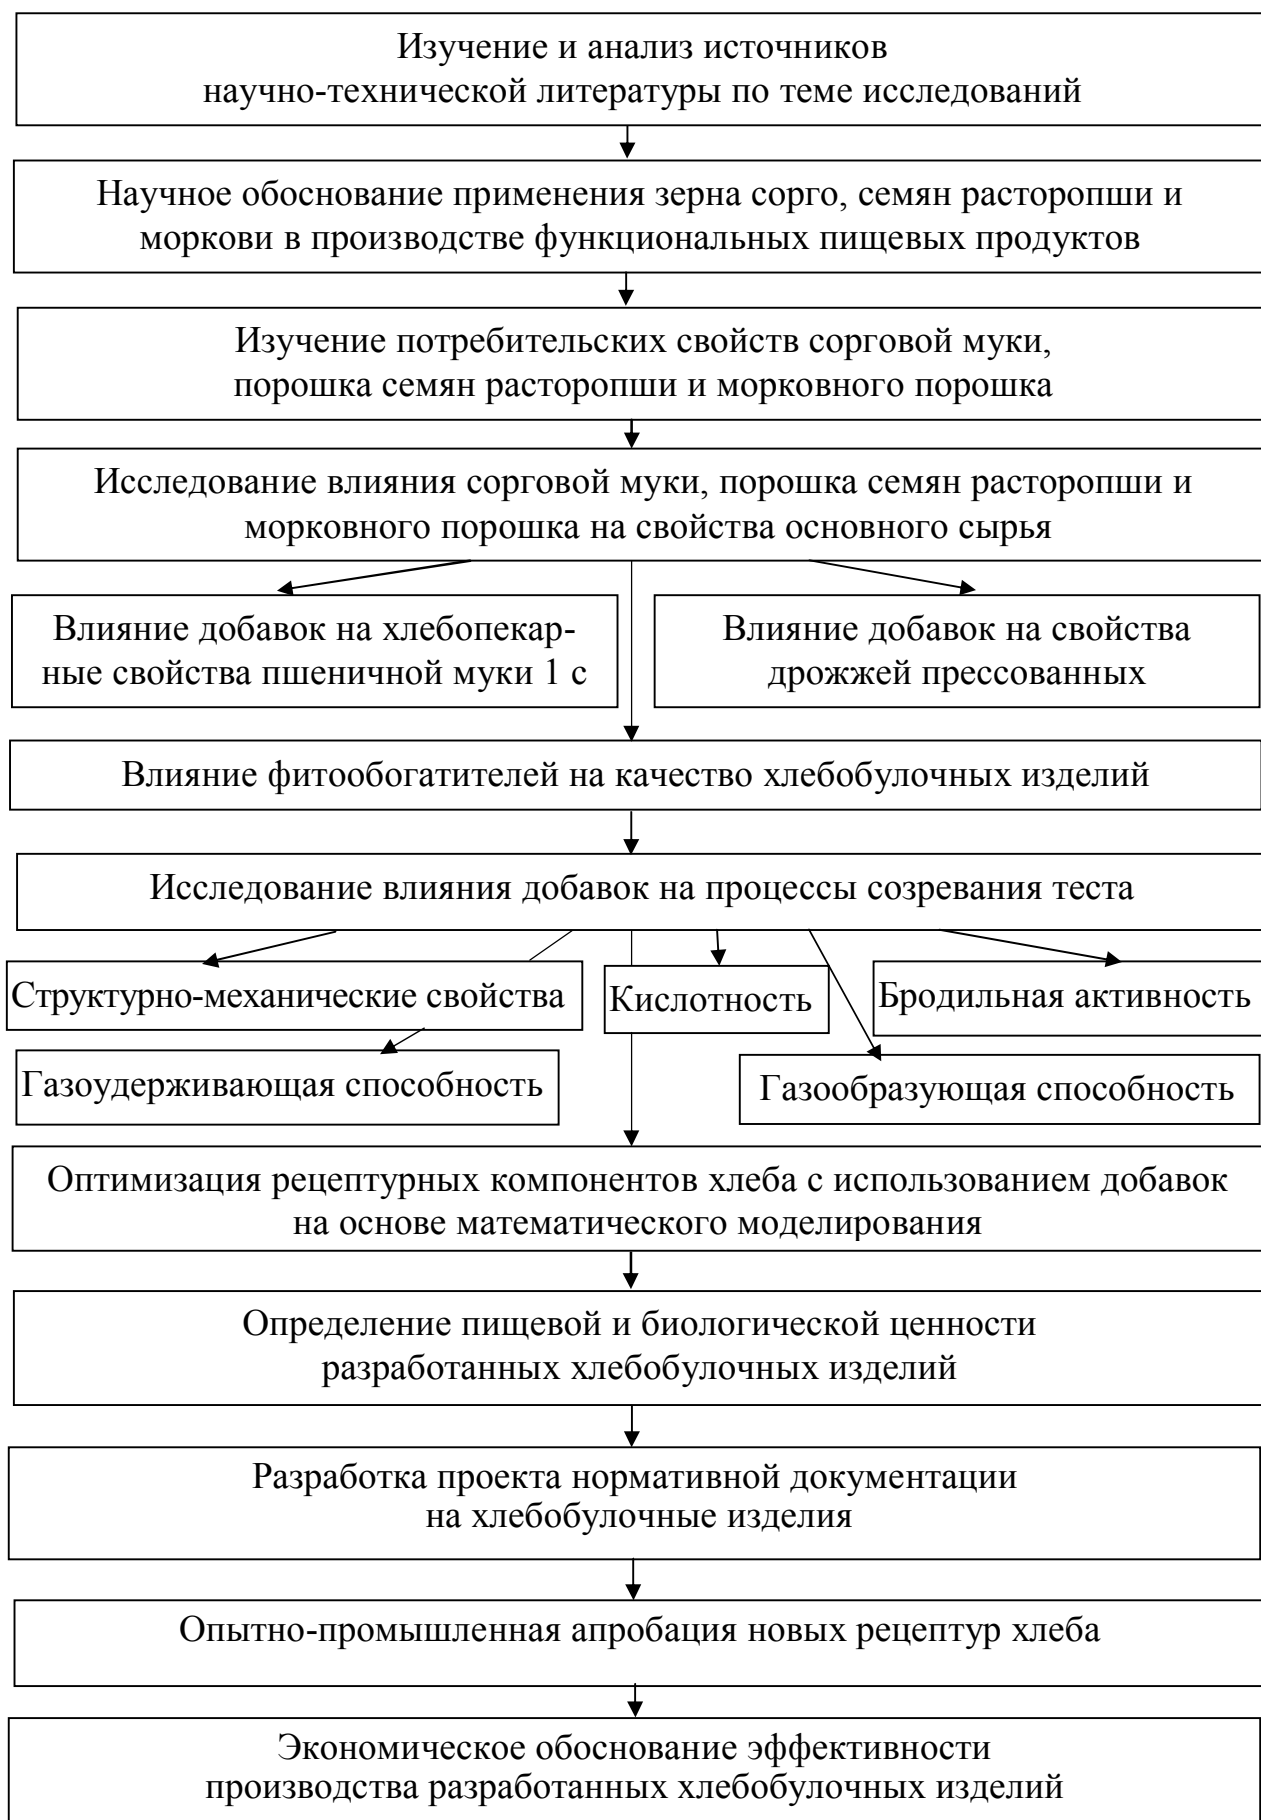 Изучение и анализ источников
научно-технической литературы по теме исследований
Научное обоснование применения зерна сорго, семян расторопши и
моркови в производстве функциональных пищевых продуктов
Изучение потребительских свойств сорговой муки,
порошка семян расторопши и морковного порошка
Исследование влияния сорговой муки, порошка семян расторопши и
морковного порошка на свойства основного сырья
Влияние добавок на хлебопекар-
ные свойства пшеничной муки 1 с
Влияние добавок на свойства
дрожжей прессованных
Влияние фитообогатителей на качество хлебобулочных изделий
Исследование влияния добавок на процессы созревания теста
Структурно-механические свойства
Кислотность
Бродильная активность
Газоудерживающая способность
Газообразующая способность
Оптимизация рецептурных компонентов хлеба с использованием добавок
на основе математического моделирования
Определение пищевой и биологической ценности
разработанных хлебобулочных изделий
Разработка проекта нормативной документации
на хлебобулочные изделия
Опытно-промышленная апробация новых рецептур хлеба
Экономическое обоснование эффективности
производства разработанных хлебобулочных изделий